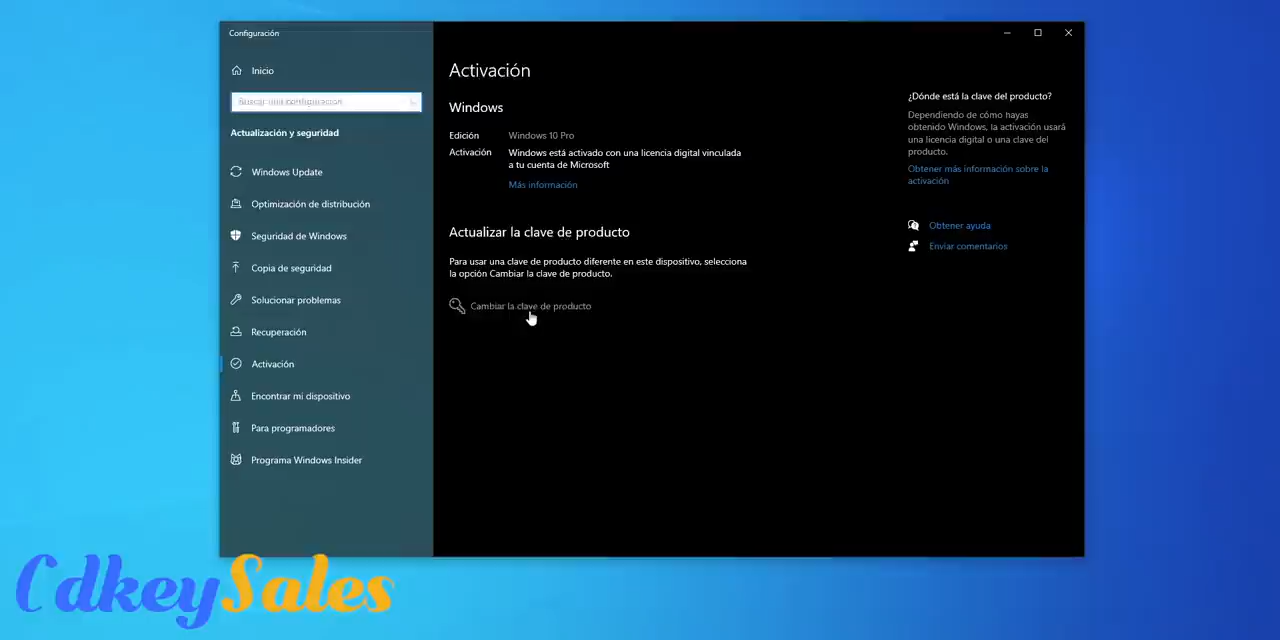 Configuración
Inicio
Buscar una configuración
Actualización y seguridad
Windows Update
Optimización de distribución
Seguridad de Windows
Copia de seguridad
Solucionar problemas
Recuperación
Activación
Encontrar mi dispositivo
Para programadores
Programa Windows Insider
Activación
Windows
Edición Windows 10 Pro
Activación Windows está activado con una licencia digital vinculada
a tu cuenta de Microsoft
Más información
Actualizar la clave de producto
Para usar una clave de producto diferente en este dispositivo, selecciona
la opción Cambiar la clave de producto.
Cambiar la clave de producto
¿Dónde está la clave del producto?
Dependiendo de cómo hayas
obtenido Windows, la activación usará
una licencia digital o una clave del
producto.
Obtener más información sobre la
activación
Obtener ayuda
Enviar comentarios
CdkeySales